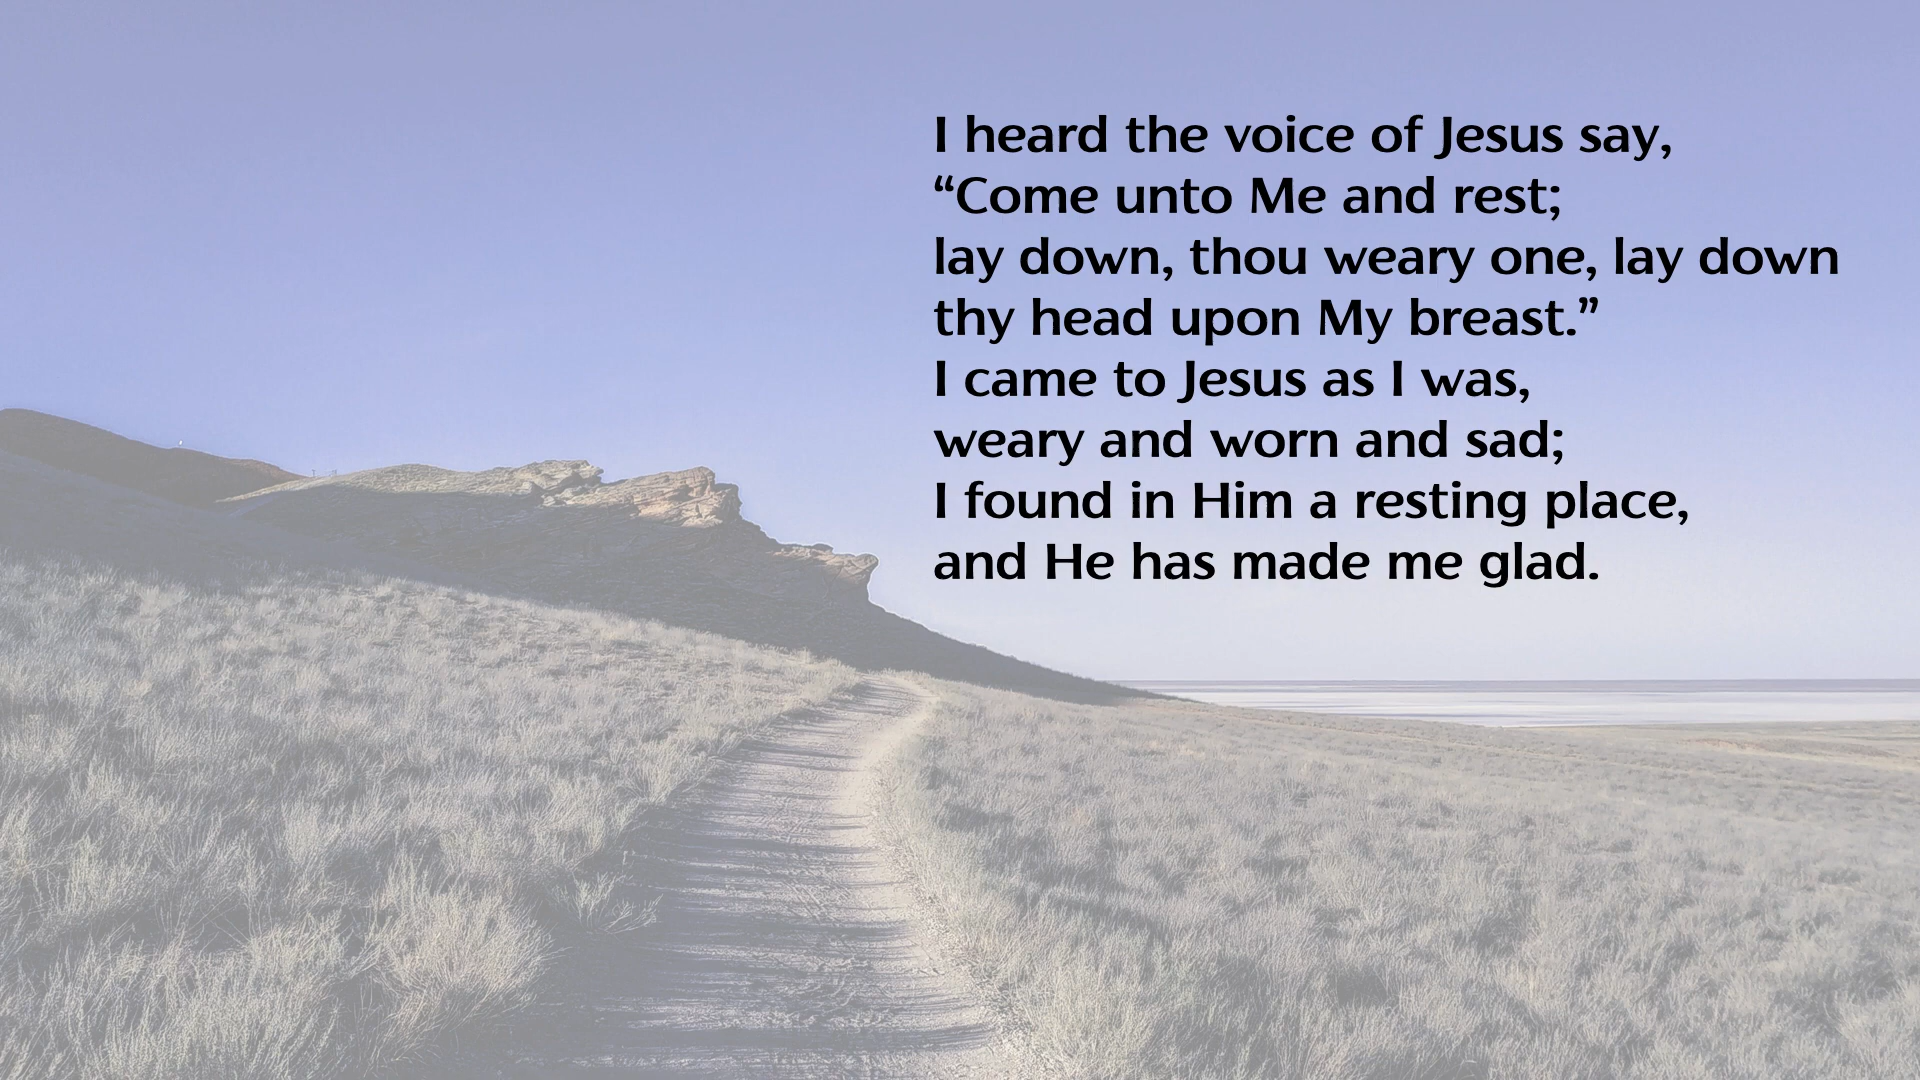 I heard the voice of Jesus say,
“Come unto Me and rest;
lay down, thou weary one, lay down
thy head upon My breast.”
I came to Jesus as I was,
weary and worn and sad;
I found in Him a resting place,
and He has made me glad.